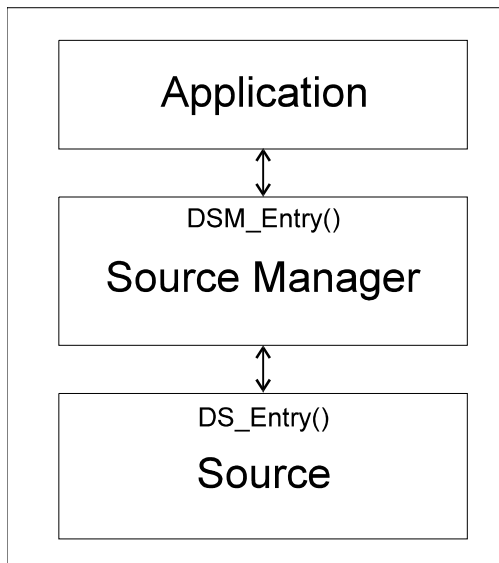 Application
DSM_Entry()
Source Manager
DS_Entry()
Source